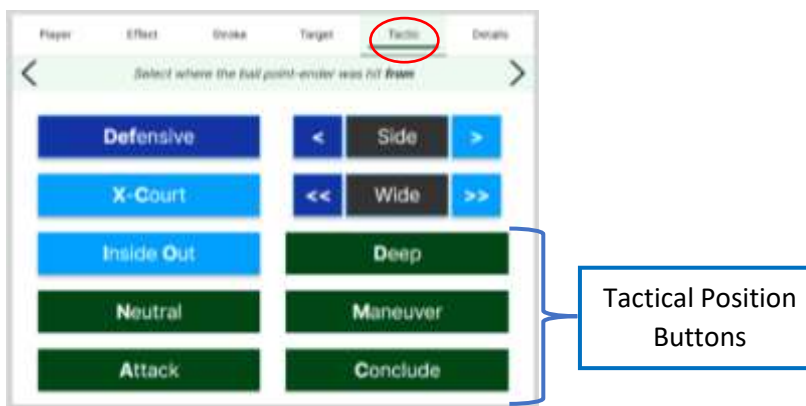 Player Effect Stroke Target Tactic Details
< Select where the ball point-ender was hit from >
Defensive < Side >
X-Court << Wide >>
Inside Out Deep
Neutral Maneuver
Attack Conclude
Tactical Position
Buttons